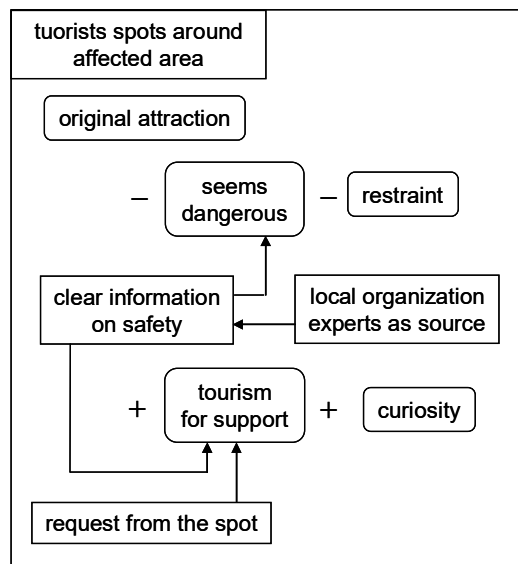 tuorists spots around
affected area
original attraction
− seems − restraint
dangerous
clear information
on safety
local organization
experts as source
+ tourism + curiosity
for support
request from the spot